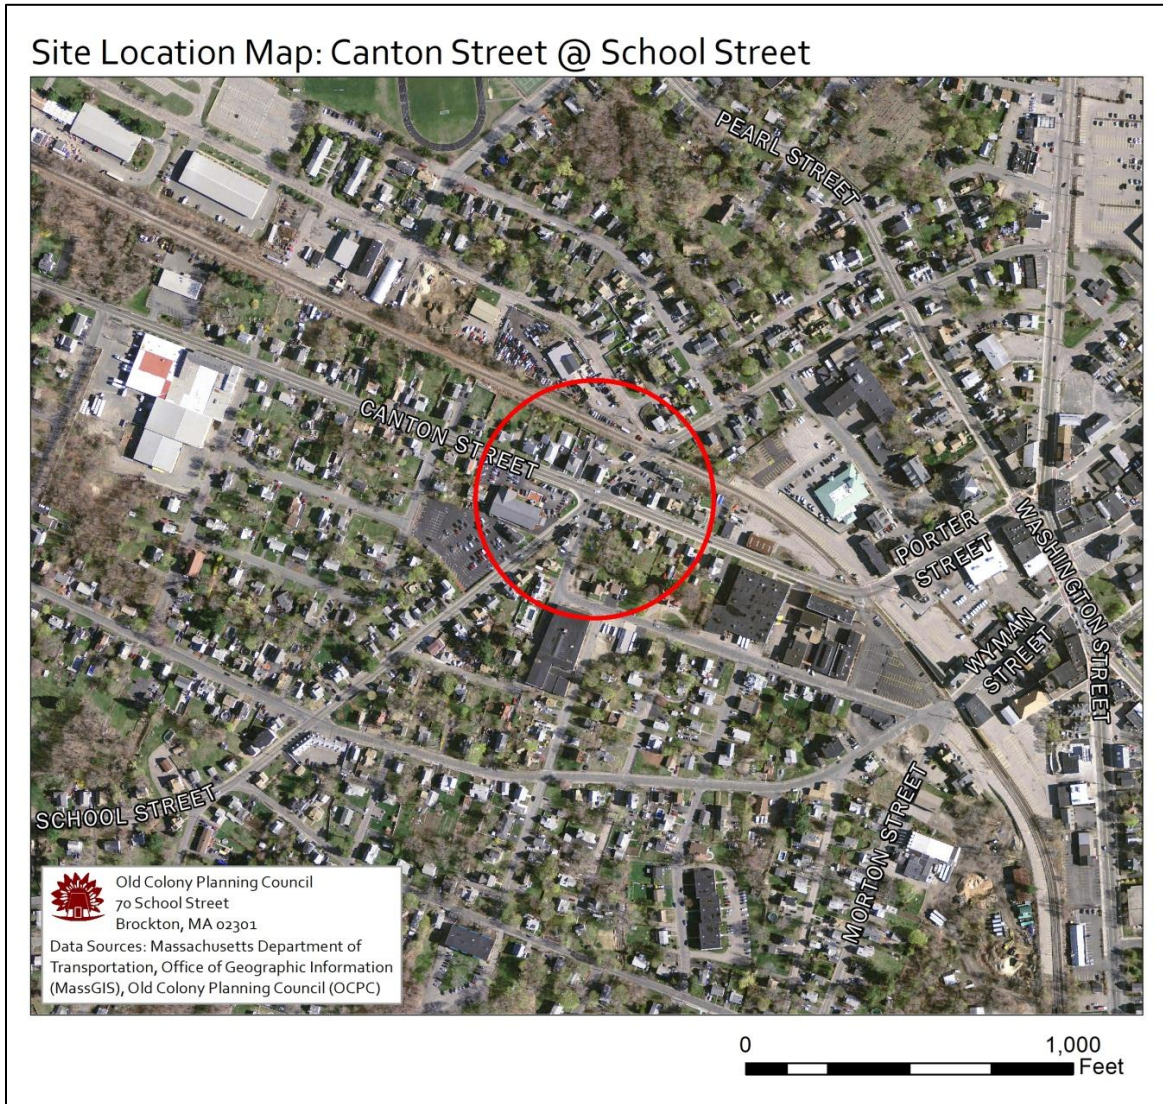 Site Location Map: Canton Street @ School Street
PEARL STREET
CANTON STREET
PORTER
STREET
WASHINGTON STREET
WYMAN
STREET
MORTON STREET
SCHOOL STREET
Old Colony Planning Council
70 School Street
Brockton, MA 02301
Data Sources: Massachusetts Department of
Transportation, Office of Geographic Information
(MassGIS), Old Colony Planning Council (OCPC)
0 1,000
Feet